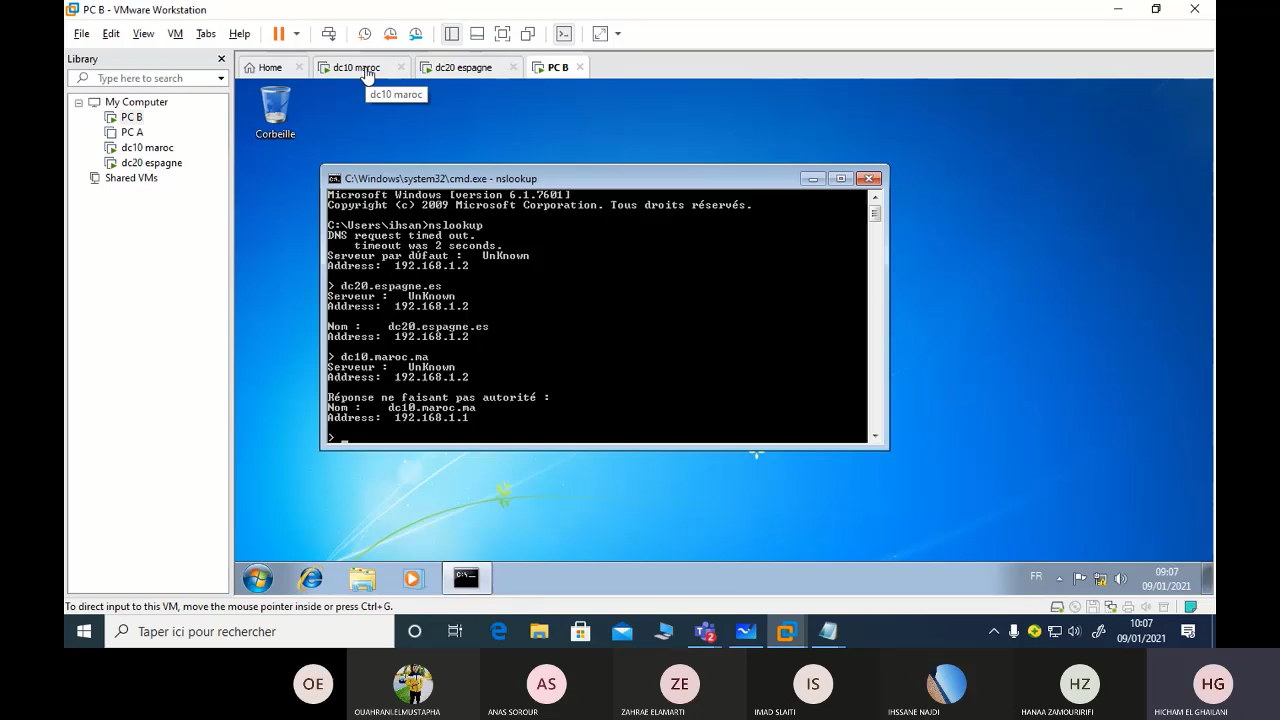 PC B - VMware Workstation
File Edit View VM Tabs Help
Library
Type here to search
My Computer
PC B
PC A
dc10 maroc
dc20 espagne
Shared VMs
Home dc10 maroc dc20 espagne PC B
dc10 maroc
Corbeille
C:\Windows\system32\cmd.exe - nslookup
Microsoft Windows [version 6.1.7601]
Copyright (c) 2009 Microsoft Corporation. Tous droits réservés.
C:\Users\ihsan>nslookup
DNS request timed out.
timeout was 2 seconds.
Serveur par dÚfaut : UnKnown
Address: 192.168.1.2
> dc20.espagne.es
Serveur : UnKnown
Address: 192.168.1.2
Nom : dc20.espagne.es
Address: 192.168.1.2
> dc10.maroc.ma
Serveur : UnKnown
Address: 192.168.1.2
Réponse ne faisant pas autorité :
Nom : dc10.maroc.ma
Address: 192.168.1.1
>
FR
09:07
09/01/2021
To direct input to this VM, move the mouse pointer inside or press Ctrl+G.
Taper ici pour rechercher
10:07
09/01/2021
OE AS ZE IS HZ HG
OUAHRANI.ELMUSTAPHA ANAS SOROUR ZAHRAE ELAMARTI IMAD SLAITI IHSSANE NAJDI HANAA ZAMOURIRFI HICHAM EL GHAILANI